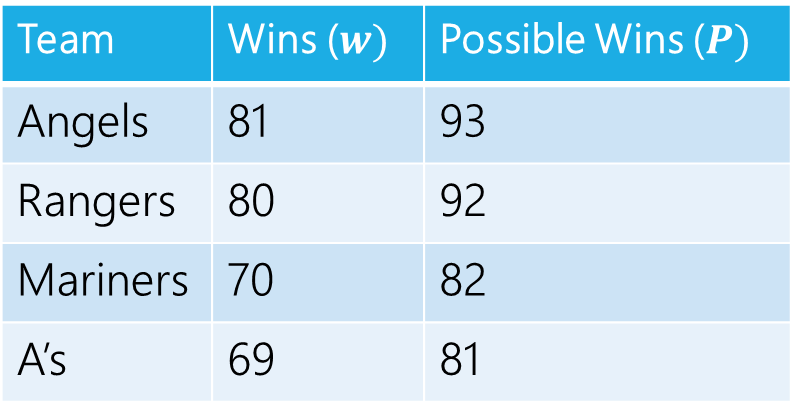 Team Wins (w) Possible Wins (P)
Angels 81 93
Rangers 80 92
Mariners 70 82
A’s 69 81